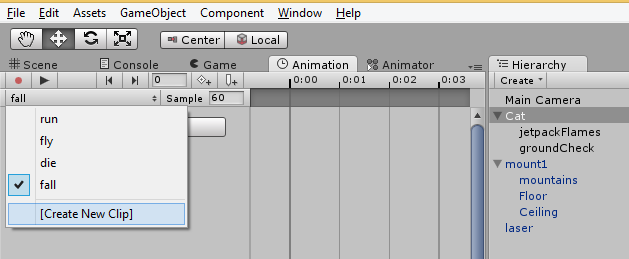 File Edit Assets GameObject Component Window Help
Center Local
Scene Console Game Animation Animator Hierarchy
0 0:00 0:01 0:02 0:03 Create
fall Sample 60 Main Camera
Cat
run jetpackFlames
fly groundCheck
die mount1
fall mountains
Floor
[Create New Clip] Ceiling
laser